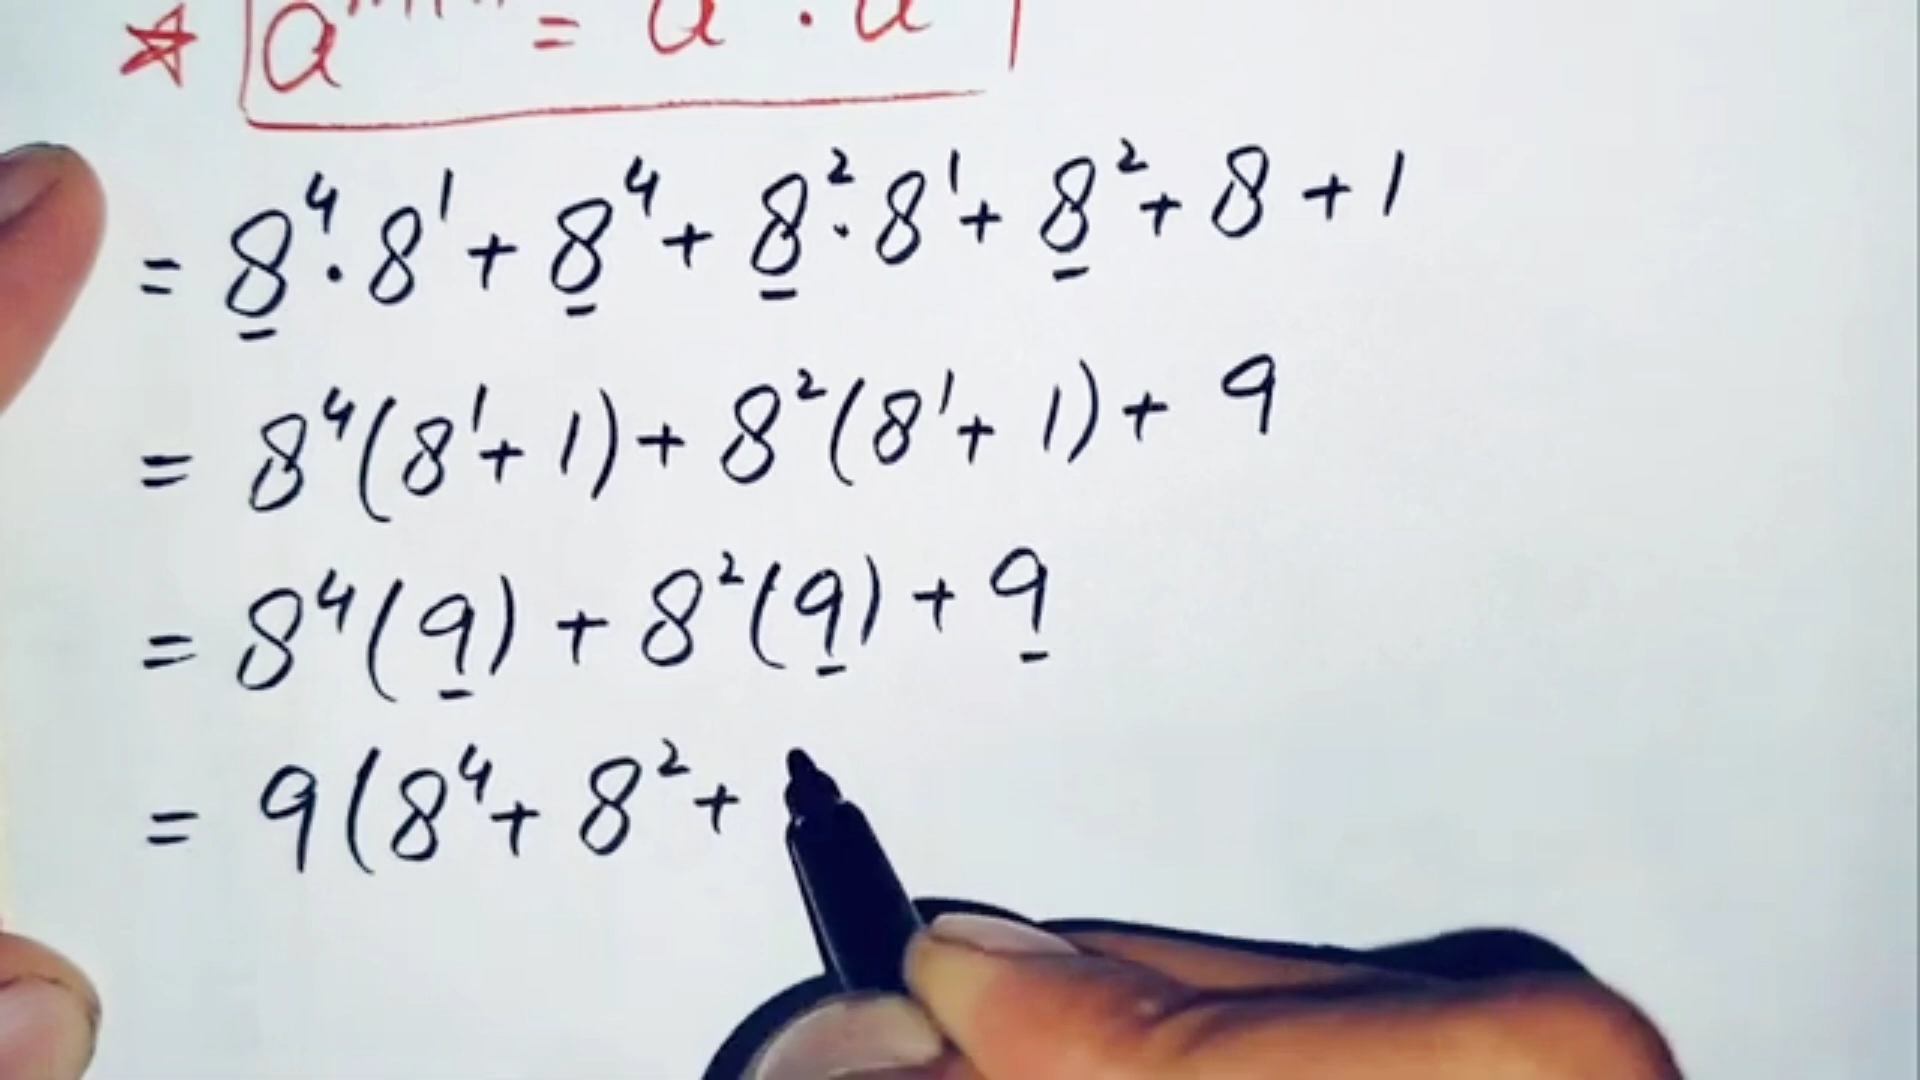 ☆ a = a · a
= 8⁴·8¹ + 8⁴ + 8²·8¹ + 8² + 8 + 1
= 8⁴(8¹ + 1) + 8²(8¹ + 1) + 9
= 8⁴(9) + 8²(9) + 9
= 9(8⁴ + 8² +